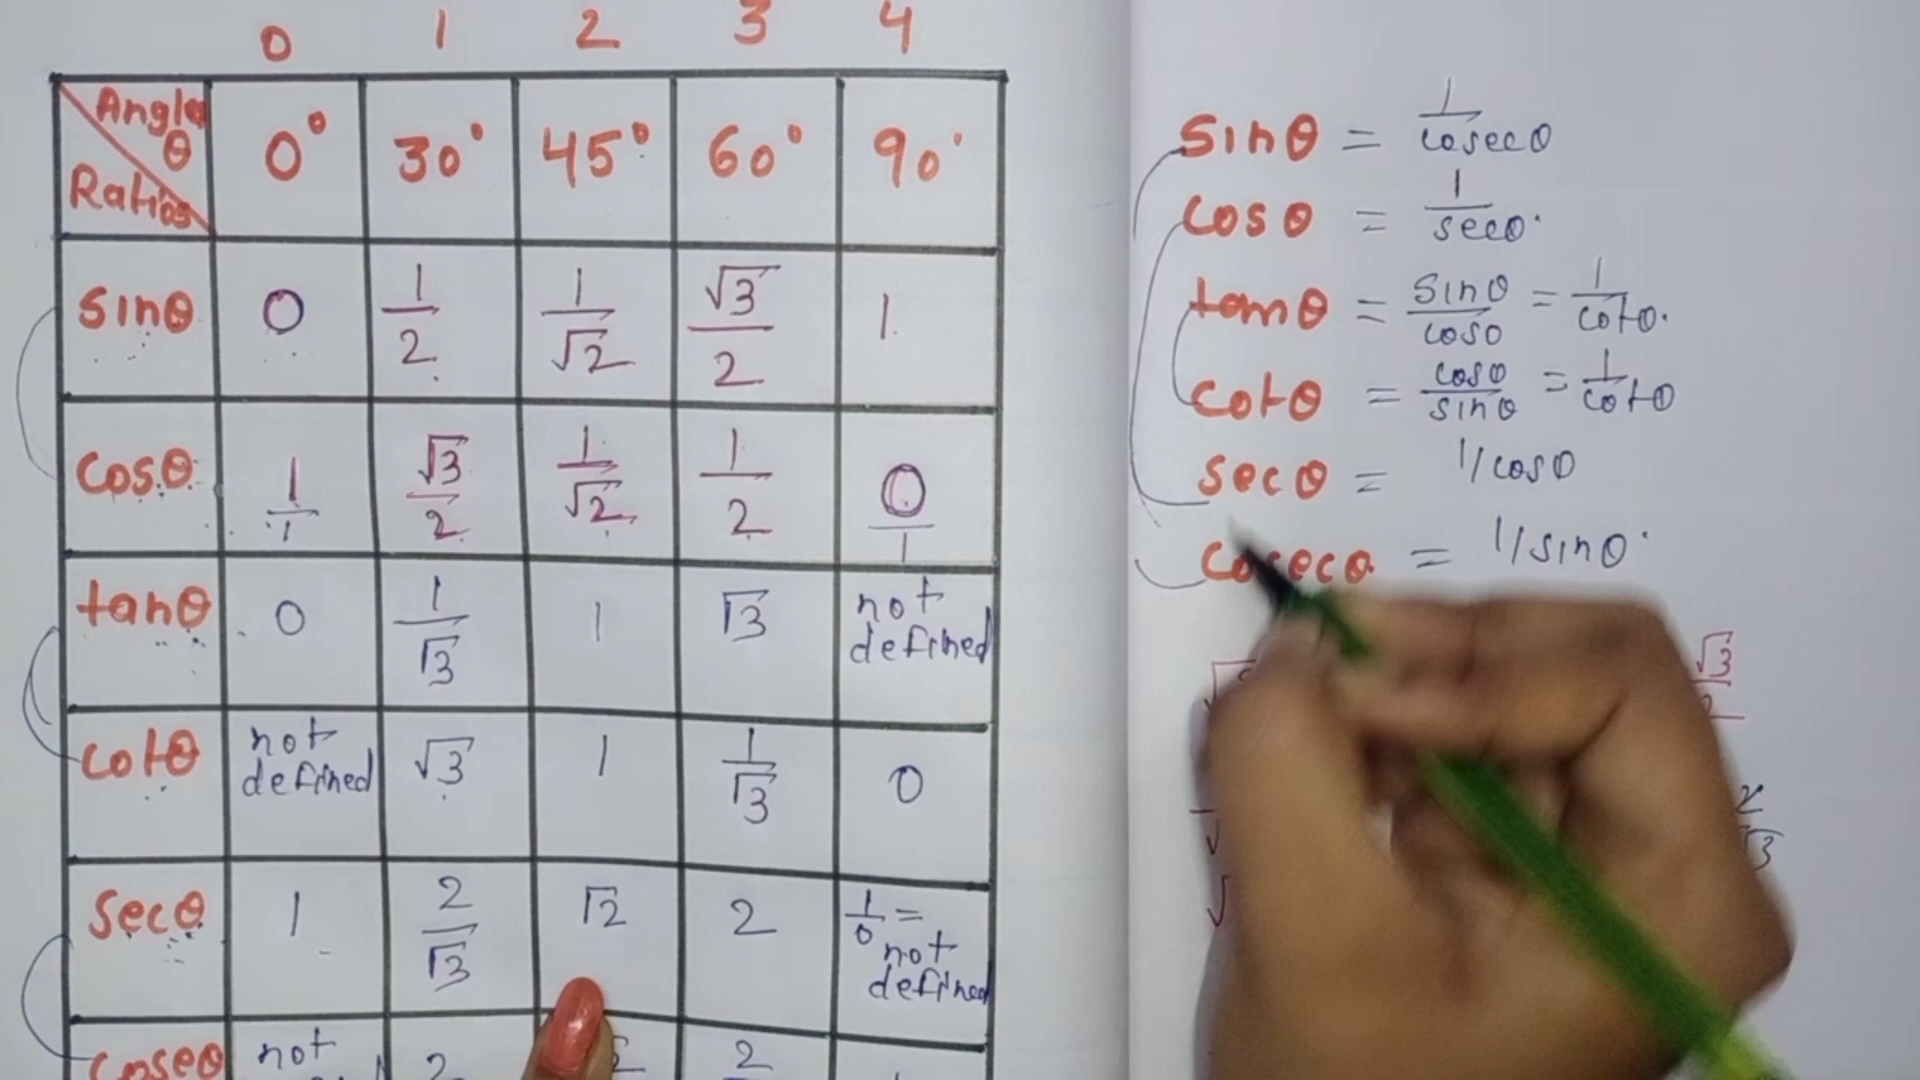 0 1 2 3 4
Angle θ Ratios 0° 30° 45° 60° 90°
sinθ 0 1/2 1/√2 √3/2 1
cosθ 1/1 √3/2 1/√2 1/2 0/1
tanθ 0 1/√3 1 √3 not defined
cotθ not defined √3 1 1/√3 0
secθ 1 2/√3 √2 2 1/0 = not defined
cosecθ not 2 2
sinθ = 1/cosecθ
cosθ = 1/secθ.
tanθ = sinθ/cosθ = 1/cotθ.
cotθ = cosθ/sinθ = 1/cotθ
secθ = 1/cosθ
cosecθ = 1/sinθ
√3